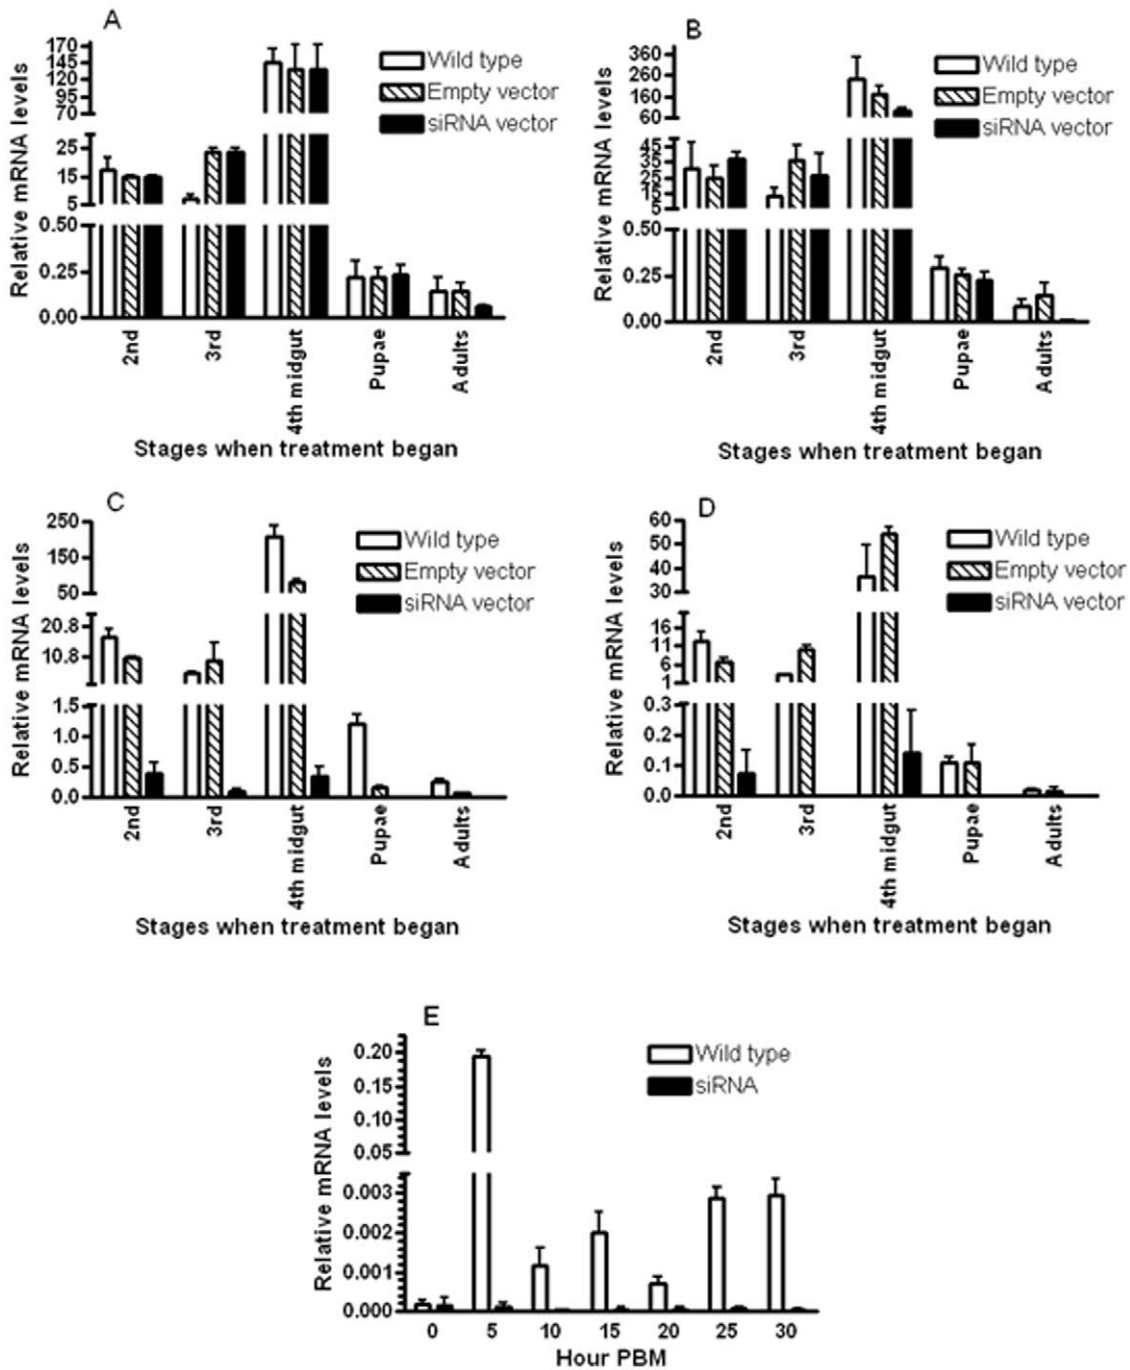 A
Relative mRNA levels
170
145
120
95
70
25
15
5
0.50
0.25
0.00
Wild type
Empty vector
siRNA vector
2nd
3rd
4th midgut
Pupae
Adults
Stages when treatment began
B
Relative mRNA levels
360
260
160
60
45
35
25
15
5
0.50
0.25
0.00
Wild type
Empty vector
siRNA vector
2nd
3rd
4th midgut
Pupae
Adults
Stages when treatment began
C
Relative mRNA levels
250
150
50
20.8
10.8
1.5
1.0
0.5
0.0
Wild type
Empty vector
siRNA vector
2nd
3rd
4th midgut
Pupae
Adults
Stages when treatment began
D
Relative mRNA levels
60
50
40
30
16
11
6
1
0.3
0.2
0.1
0.0
Wild type
Empty vector
siRNA vector
2nd
3rd
4th midgut
Pupae
Adults
Stages when treatment began
E
Relative mRNA levels
0.20
0.15
0.10
0.05
0.003
0.002
0.001
0.000
Wild type
siRNA
0 5 10 15 20 25 30
Hour PBM